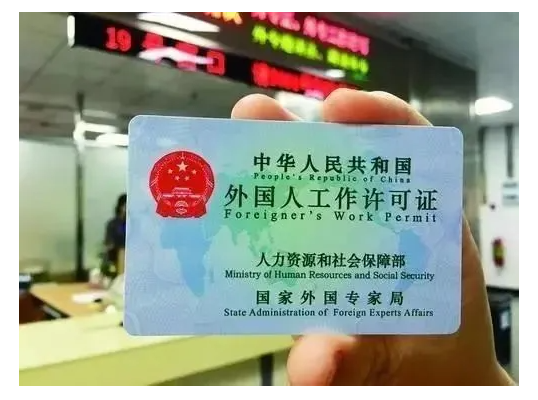 19
中华人民共和国
People's Republic of China
外国人工作许可证
Foreigner's Work Permit
人力资源和社会保障部
Ministry of Human Resources and Social Security
国家外国专家局
State Administration of Foreign Experts Affairs